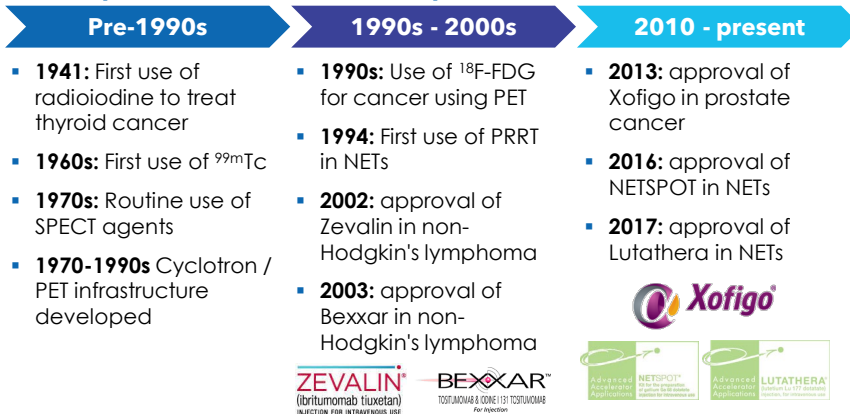 Pre-1990s
1990s - 2000s
2010 - present
▪ 1941: First use of
radioiodine to treat
thyroid cancer
▪ 1960s: First use of ⁹⁹ᵐTc
▪ 1970s: Routine use of
SPECT agents
▪ 1970-1990s Cyclotron /
PET infrastructure
developed
▪ 1990s: Use of ¹⁸F-FDG
for cancer using PET
▪ 1994: First use of PRRT
in NETs
▪ 2002: approval of
Zevalin in non-
Hodgkin's lymphoma
▪ 2003: approval of
Bexxar in non-
Hodgkin's lymphoma
ZEVALIN®
(ibritumomab tiuxetan)
INJECTION FOR INTRAVENOUS USE
BEXXAR™
TOSITUMOMAB & IODINE I 131 TOSITUMOMAB
For Injection
▪ 2013: approval of
Xofigo in prostate
cancer
▪ 2016: approval of
NETSPOT in NETs
▪ 2017: approval of
Lutathera in NETs
Xofigo®
Advanced
Accelerator
Applications
NETSPOT®
Advanced
Accelerator
Applications
LUTATHERA®